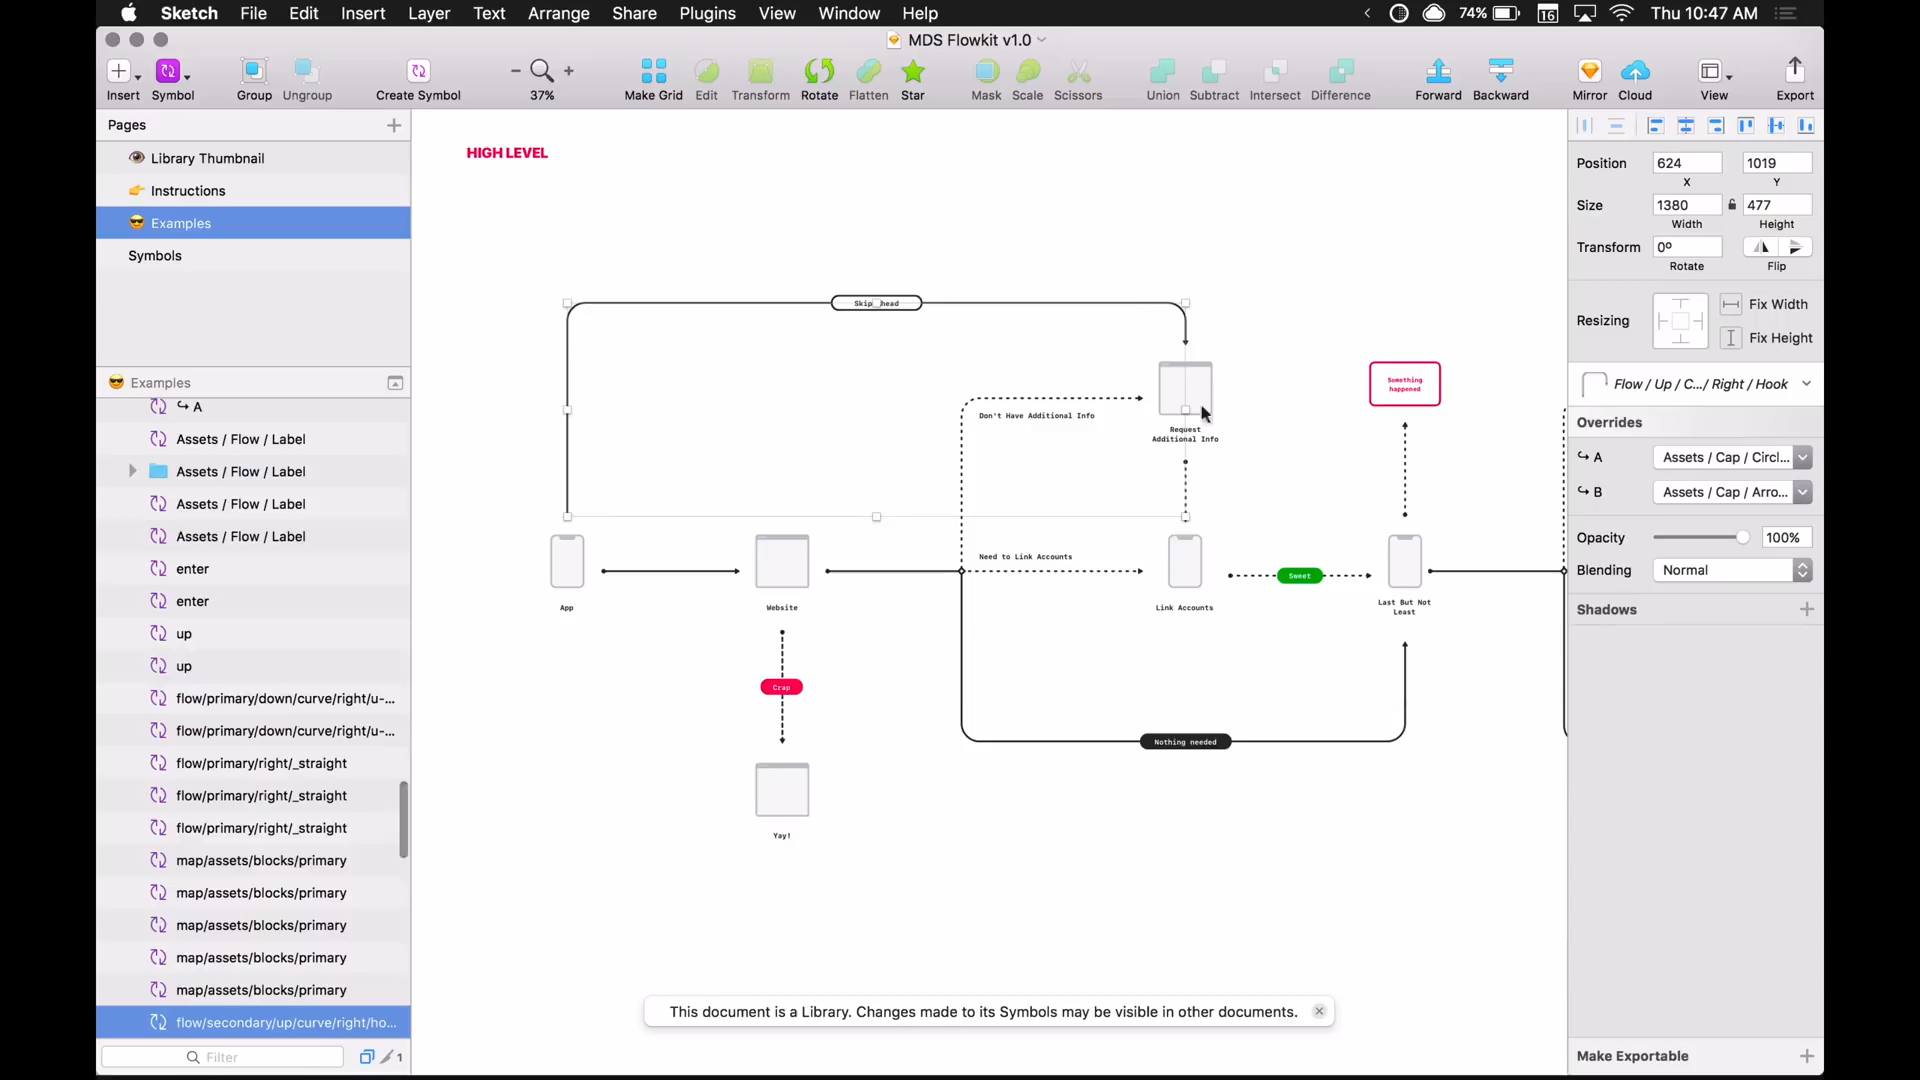 Sketch File Edit Insert Layer Text Arrange Share Plugins View Window Help
74% 16 Thu 10:47 AM
MDS Flowkit v1.0
Insert Symbol Group Ungroup Create Symbol 37% Make Grid Edit Transform Rotate Flatten Star Mask Scale Scissors Union Subtract Intersect Difference Forward Backward Mirror Cloud View Export
Pages
Library Thumbnail
Instructions
Examples
Symbols
Examples
↪ A
Assets / Flow / Label
Assets / Flow / Label
Assets / Flow / Label
Assets / Flow / Label
enter
enter
up
up
flow/primary/down/curve/right/u-...
flow/primary/down/curve/right/u-...
flow/primary/right/_straight
flow/primary/right/_straight
flow/primary/right/_straight
map/assets/blocks/primary
map/assets/blocks/primary
map/assets/blocks/primary
map/assets/blocks/primary
map/assets/blocks/primary
flow/secondary/up/curve/right/ho...
Filter
1
HIGH LEVEL
Don't Have Additional Info
Request
Additional Info
Something
happened
Need to Link Accounts
Sweet
App
Website
Link Accounts
Last But Not
Least
Crap
Nothing needed
Yay!
This document is a Library. Changes made to its Symbols may be visible in other documents.
Position 624 1019
X Y
Size 1380 477
Width Height
Transform 0º
Rotate Flip
Resizing
Fix Width
Fix Height
Flow / Up / C.../ Right / Hook
Overrides
↪ A Assets / Cap / Circl...
↪ B Assets / Cap / Arro...
Opacity 100%
Blending Normal
Shadows
Make Exportable